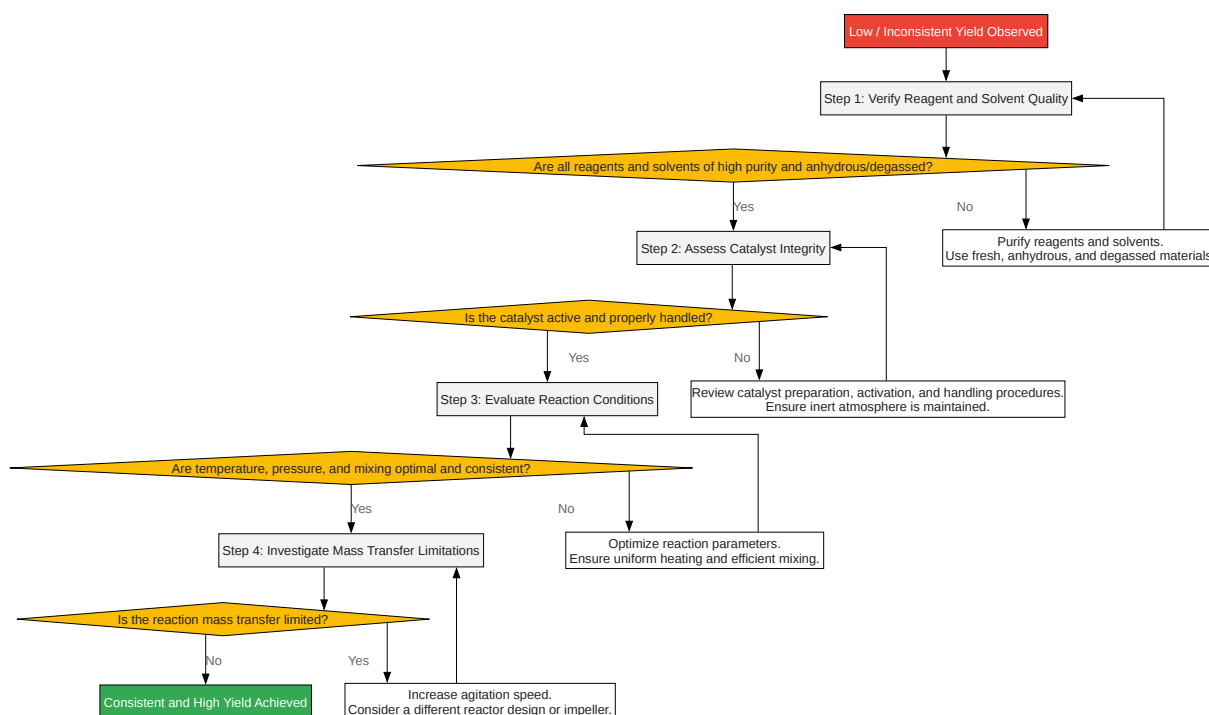 Low / Inconsistent Yield Observed
Step 1: Verify Reagent and Solvent Quality
Are all reagents and solvents of high purity and anhydrous/degassed?
Yes
No
Purify reagents and solvents.
Use fresh, anhydrous, and degassed materials
Step 2: Assess Catalyst Integrity
Is the catalyst active and properly handled?
Yes
No
Review catalyst preparation, activation, and handling procedures.
Ensure inert atmosphere is maintained.
Step 3: Evaluate Reaction Conditions
Are temperature, pressure, and mixing optimal and consistent?
Yes
No
Optimize reaction parameters.
Ensure uniform heating and efficient mixing.
Step 4: Investigate Mass Transfer Limitations
Is the reaction mass transfer limited?
No
Yes
Consistent and High Yield Achieved
Increase agitation speed.
Consider a different reactor design or impeller.